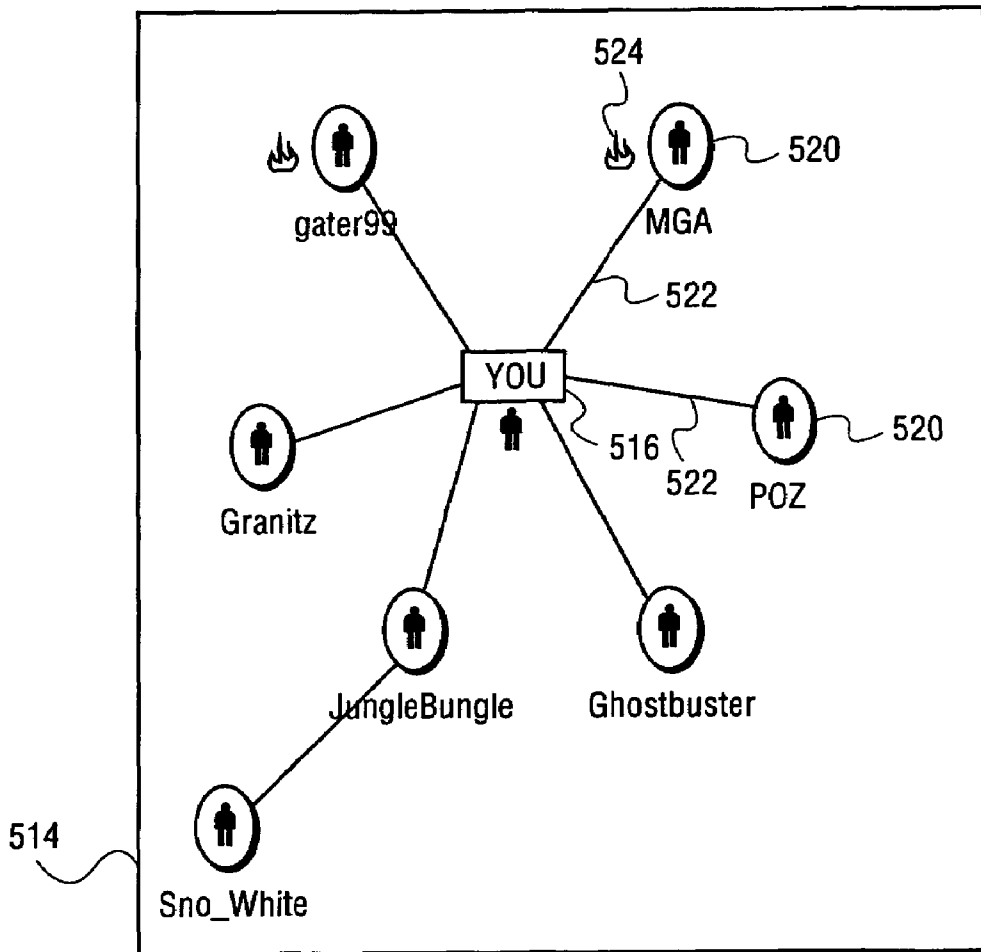 524
520
gater99
MGA
522
YOU
516
520
522
POZ
Granitz
JungleBungle
Ghostbuster
514
Sno_White